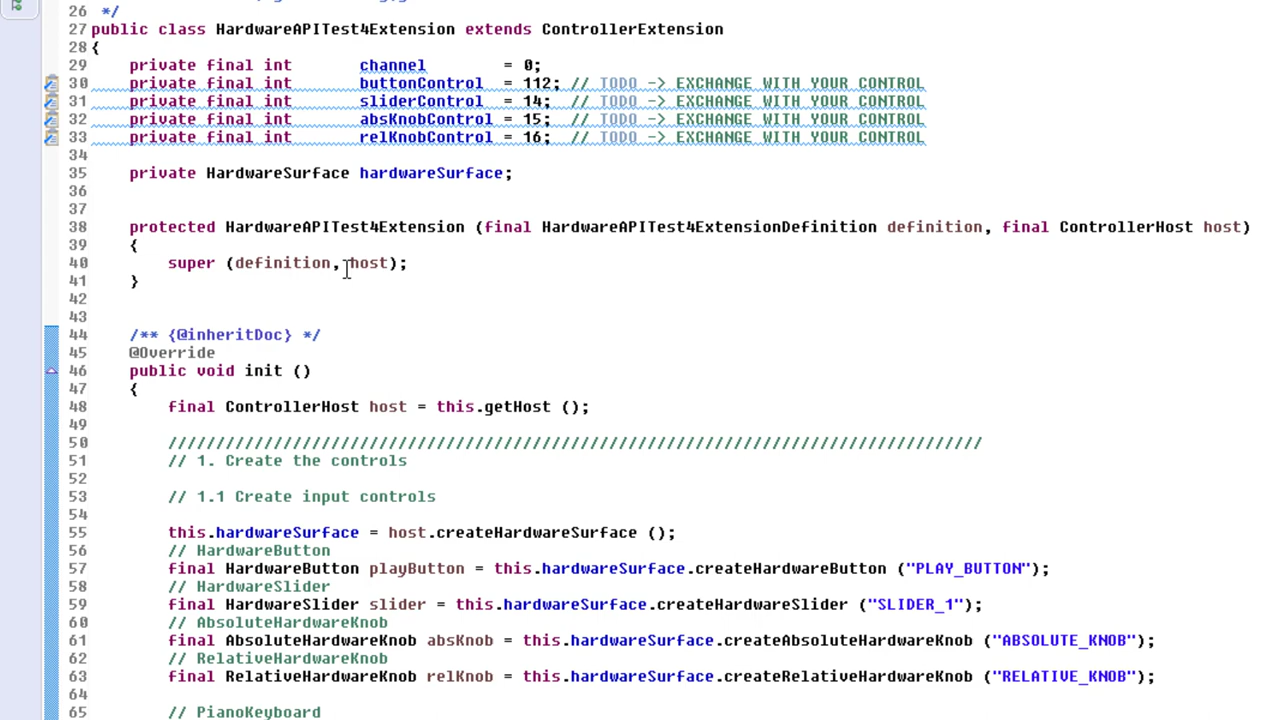 26 */
27 public class HardwareAPITest4Extension extends ControllerExtension
28 {
29 private final int channel = 0;
30 private final int buttonControl = 112; // TODO -> EXCHANGE WITH YOUR CONTROL
31 private final int sliderControl = 14; // TODO -> EXCHANGE WITH YOUR CONTROL
32 private final int absKnobControl = 15; // TODO -> EXCHANGE WITH YOUR CONTROL
33 private final int relKnobControl = 16; // TODO -> EXCHANGE WITH YOUR CONTROL
34
35 private HardwareSurface hardwareSurface;
36
37
38 protected HardwareAPITest4Extension (final HardwareAPITest4ExtensionDefinition definition, final ControllerHost host)
39 {
40 super (definition, host);
41 }
42
43
44 /** {@inheritDoc} */
45 @Override
46 public void init ()
47 {
48 final ControllerHost host = this.getHost ();
49
50 /////////////////////////////////////////////////////////////////////////////////////
51 // 1. Create the controls
52
53 // 1.1 Create input controls
54
55 this.hardwareSurface = host.createHardwareSurface ();
56 // HardwareButton
57 final HardwareButton playButton = this.hardwareSurface.createHardwareButton ("PLAY_BUTTON");
58 // HardwareSlider
59 final HardwareSlider slider = this.hardwareSurface.createHardwareSlider ("SLIDER_1");
60 // AbsoluteHardwareKnob
61 final AbsoluteHardwareKnob absKnob = this.hardwareSurface.createAbsoluteHardwareKnob ("ABSOLUTE_KNOB");
62 // RelativeHardwareKnob
63 final RelativeHardwareKnob relKnob = this.hardwareSurface.createRelativeHardwareKnob ("RELATIVE_KNOB");
64
65 // PianoKeyboard